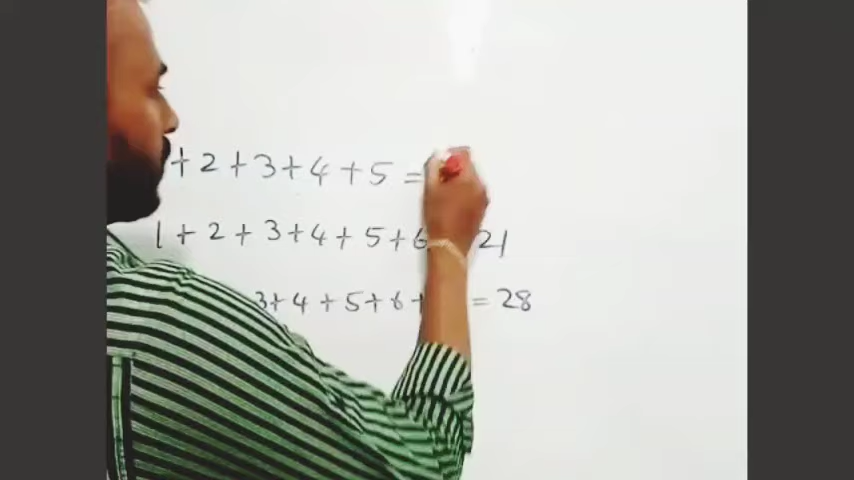 + 2 + 3 + 4 + 5 =
1 + 2 + 3 + 4 + 5 + 6 21
3 + 4 + 5 + 6 + = 28